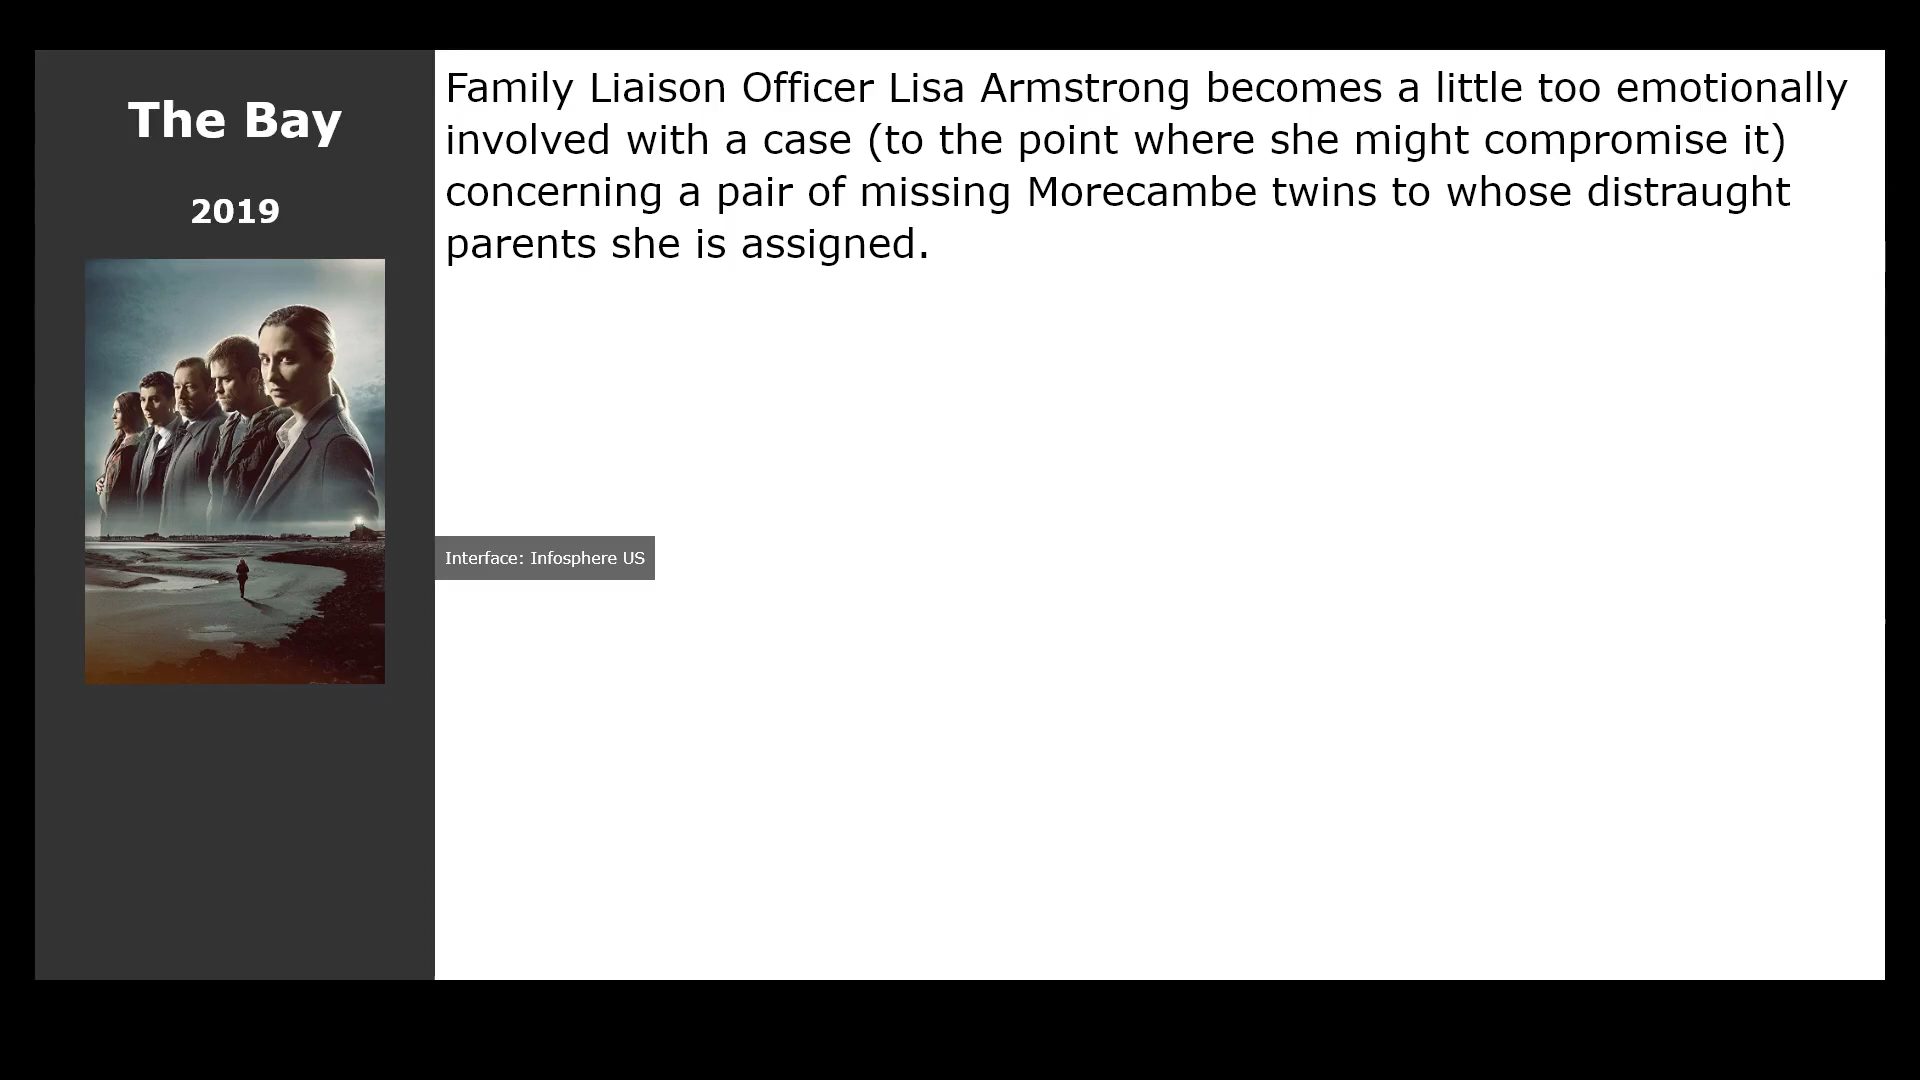 The Bay
2019
Family Liaison Officer Lisa Armstrong becomes a little too emotionally
involved with a case (to the point where she might compromise it)
concerning a pair of missing Morecambe twins to whose distraught
parents she is assigned.
Interface: Infosphere US